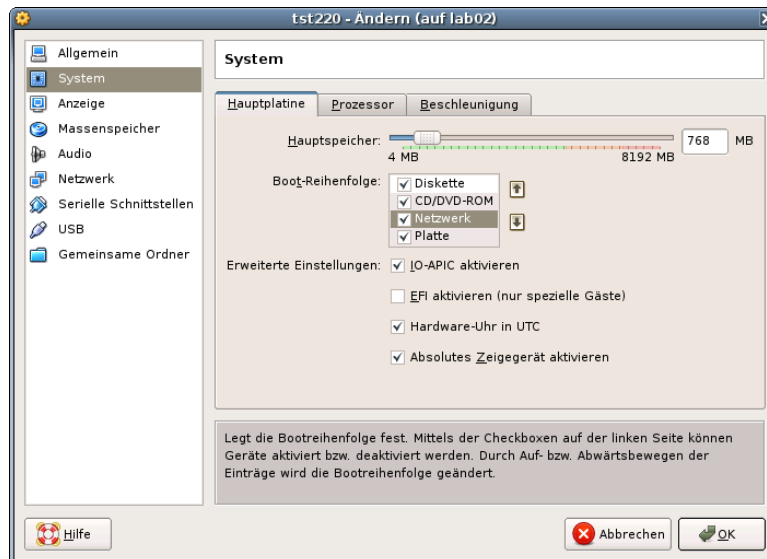 tst220 - Ändern (auf lab02)
Allgemein
System
Anzeige
Massenspeicher
Audio
Netzwerk
Serielle Schnittstellen
USB
Gemeinsame Ordner
System
Hauptplatine Prozessor Beschleunigung
Hauptspeicher: 768 MB
4 MB 8192 MB
Boot-Reihenfolge: Diskette
CD/DVD-ROM
Netzwerk
Platte
Erweiterte Einstellungen: IO-APIC aktivieren
EFI aktivieren (nur spezielle Gäste)
Hardware-Uhr in UTC
Absolutes Zeigegerät aktivieren
Legt die Bootreihenfolge fest. Mittels der Checkboxen auf der linken Seite können
Geräte aktiviert bzw. deaktiviert werden. Durch Auf- bzw. Abwärtsbewegen der
Einträge wird die Bootreihenfolge geändert.
Hilfe Abbrechen OK